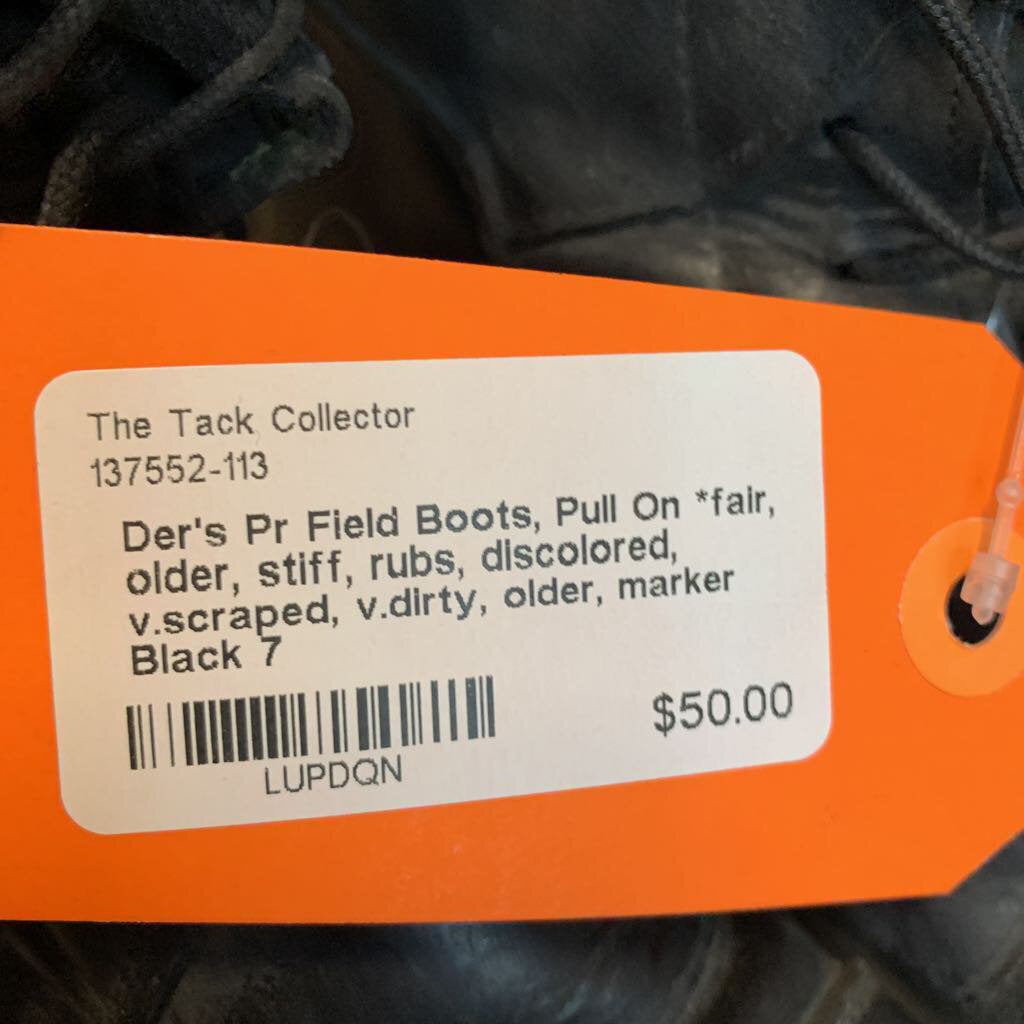 The Tack Collector
137552-113
Der's Pr Field Boots, Pull On *fair,
older, stiff, rubs, discolored,
v.scraped, v.dirty, older, marker
Black 7
$50.00
LUPDQN